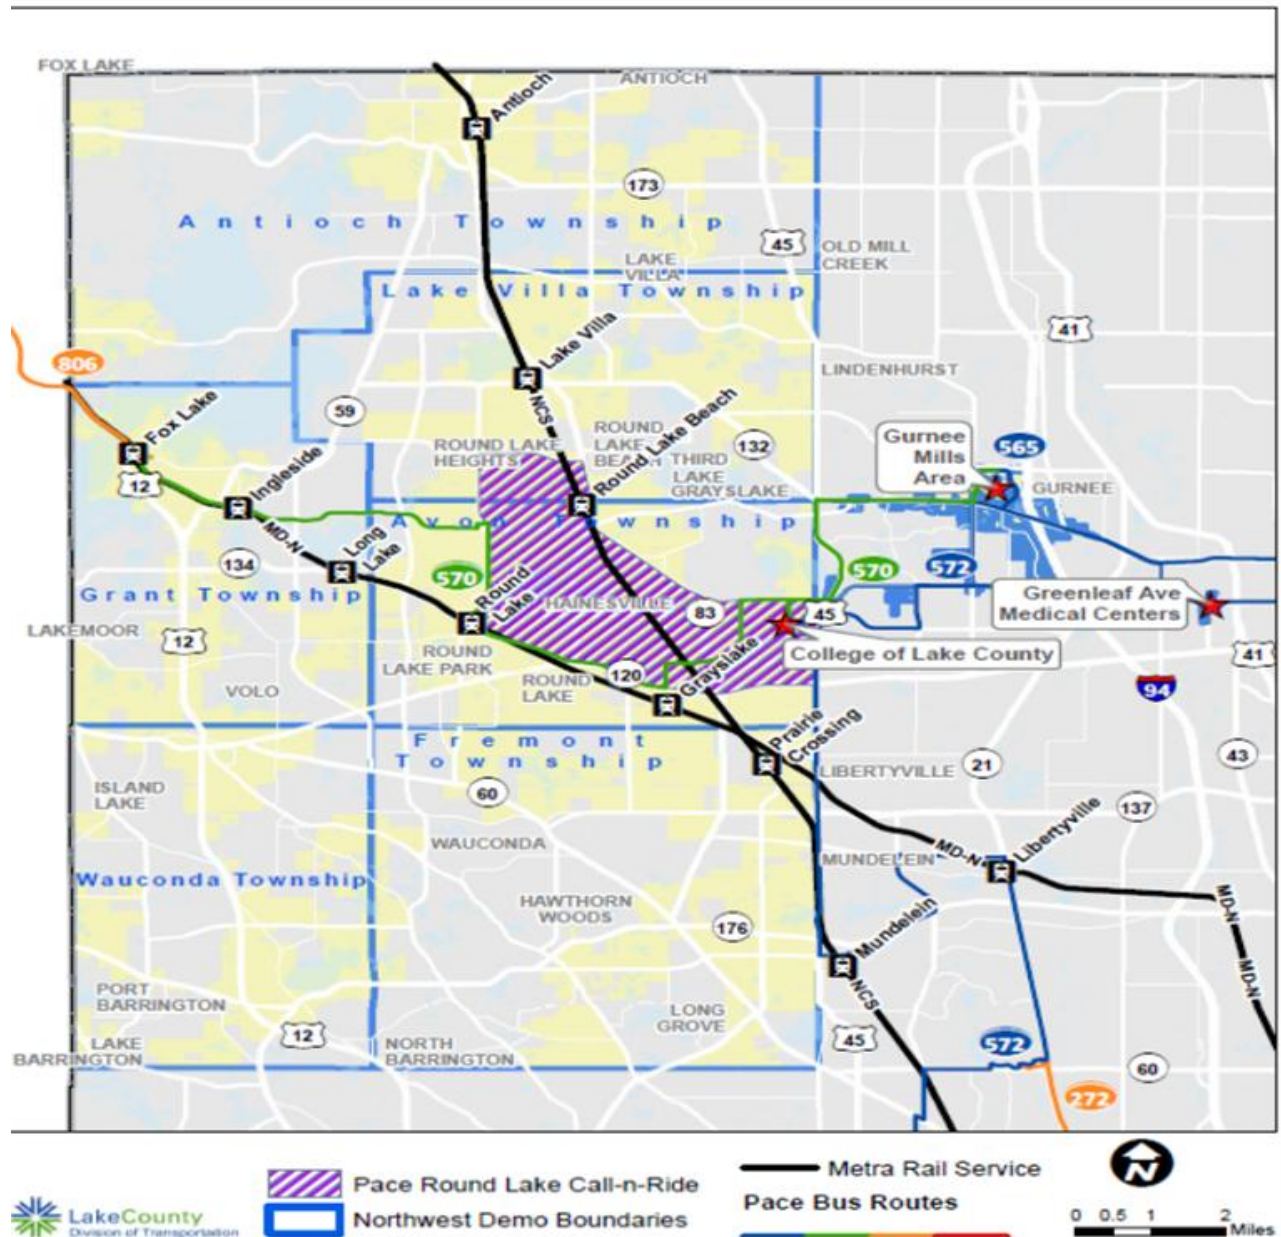 FOX LAKE
ANTIOCH
Antioch
173
Antioch Township
45
OLD MILL
CREEK
LAKE
VILLA
Lake Villa Township
41
806
Lake Villa
LINDENHURST
59
NCS
Fox Lake
Round Lake Beach
ROUND LAKE
HEIGHTS
ROUND
LAKE
BEACH
THIRD
LAKE
132
GRAYSLAKE
Gurnee
Mills
Area
565
GURNEE
12
Ingleside
Avon Township
MD-N
Long
Lake
134
570
570
572
Grant Township
Round
Lake
HAINESVILLE
83
45
Greenleaf Ave
Medical Centers
LAKEMOOR
12
College of Lake County
41
ROUND
LAKE PARK
120
Grayslake
ROUND
LAKE
VOLO
94
Fremont
Township
Prairie
Crossing
LIBERTYVILLE
21
43
ISLAND
LAKE
60
137
Libertyville
WAUCONDA
MUNDELEIN
MD-N
Wauconda Township
HAWTHORN
WOODS
176
Mundelein
MD-N
MD-N
NCS
PORT
BARRINGTON
LONG
GROVE
12
45
572
LAKE
BARRINGTON
NORTH
BARRINGTON
60
272
Pace Round Lake Call-n-Ride
Northwest Demo Boundaries
Metra Rail Service
Pace Bus Routes
N
0 0.5 1 2
Miles
LakeCounty
Division of Transportation